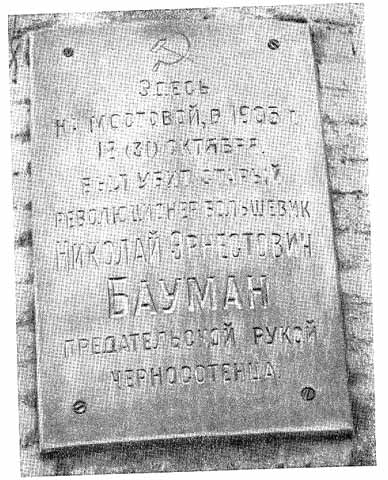 ЗДЕСЬ
НА МОСТОВОЙ, В 1905 Г.
18 (31) ОКТЯБРЯ,
БЫЛ УБИТ СТАРЫЙ
РЕВОЛЮЦИОНЕР БОЛЬШЕВИК
НИКОЛАЙ ЭРНЕСТОВИЧ
БАУМАН
ПРЕДАТЕЛЬСКОЙ РУКОЙ
ЧЕРНОСОТЕНЦА.